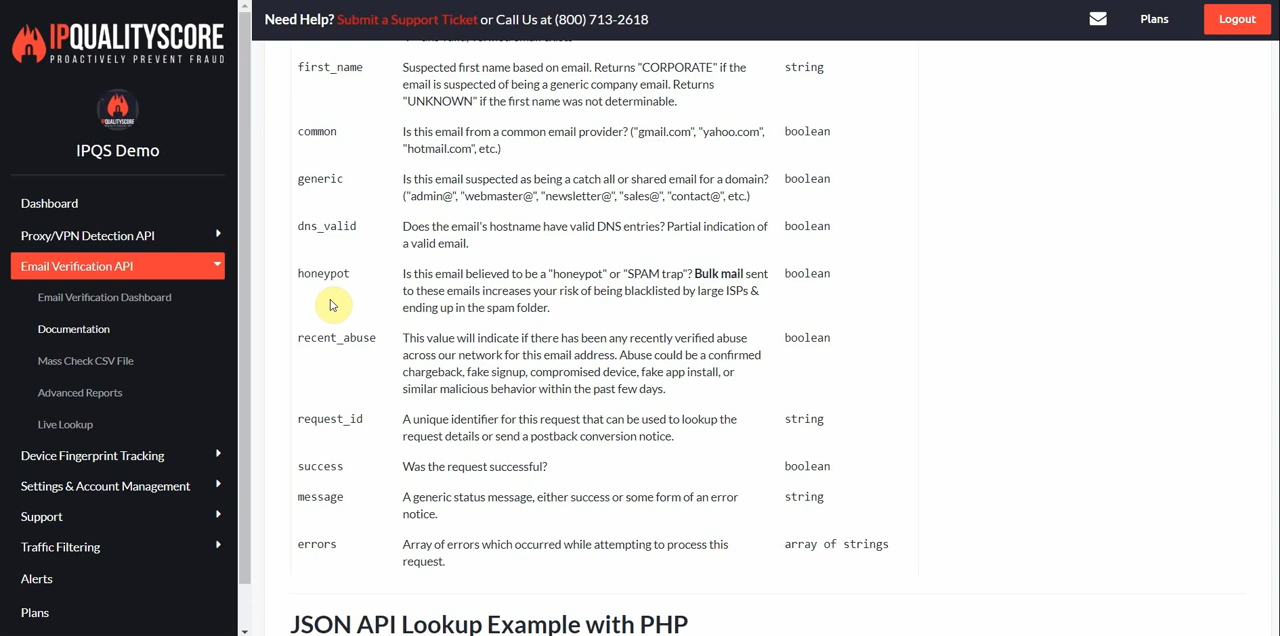 Need Help? Submit a Support Ticket or Call Us at (800) 713-2618
Plans
Logout
IPQUALITYSCORE
PROACTIVELY PREVENT FRAUD
IPQUALITYSCORE
IPQS Demo
Dashboard
Proxy/VPN Detection API
Email Verification API
Email Verification Dashboard
Documentation
Mass Check CSV File
Advanced Reports
Live Lookup
Device Fingerprint Tracking
Settings & Account Management
Support
Traffic Filtering
Alerts
Plans
first_name
Suspected first name based on email. Returns "CORPORATE" if the
email is suspected of being a generic company email. Returns
"UNKNOWN" if the first name was not determinable.
string
common
Is this email from a common email provider? ("gmail.com", "yahoo.com",
"hotmail.com", etc.)
boolean
generic
Is this email suspected as being a catch all or shared email for a domain?
("admin@", "webmaster@", "newsletter@", "sales@", "contact@", etc.)
boolean
dns_valid
Does the email's hostname have valid DNS entries? Partial indication of
a valid email.
boolean
honeypot
Is this email believed to be a "honeypot" or "SPAM trap"? Bulk mail sent
to these emails increases your risk of being blacklisted by large ISPs &
ending up in the spam folder.
boolean
recent_abuse
This value will indicate if there has been any recently verified abuse
across our network for this email address. Abuse could be a confirmed
chargeback, fake signup, compromised device, fake app install, or
similar malicious behavior within the past few days.
boolean
request_id
A unique identifier for this request that can be used to lookup the
request details or send a postback conversion notice.
string
success
Was the request successful?
boolean
message
A generic status message, either success or some form of an error
notice.
string
errors
Array of errors which occurred while attempting to process this
request.
array of strings
JSON API Lookup Example with PHP